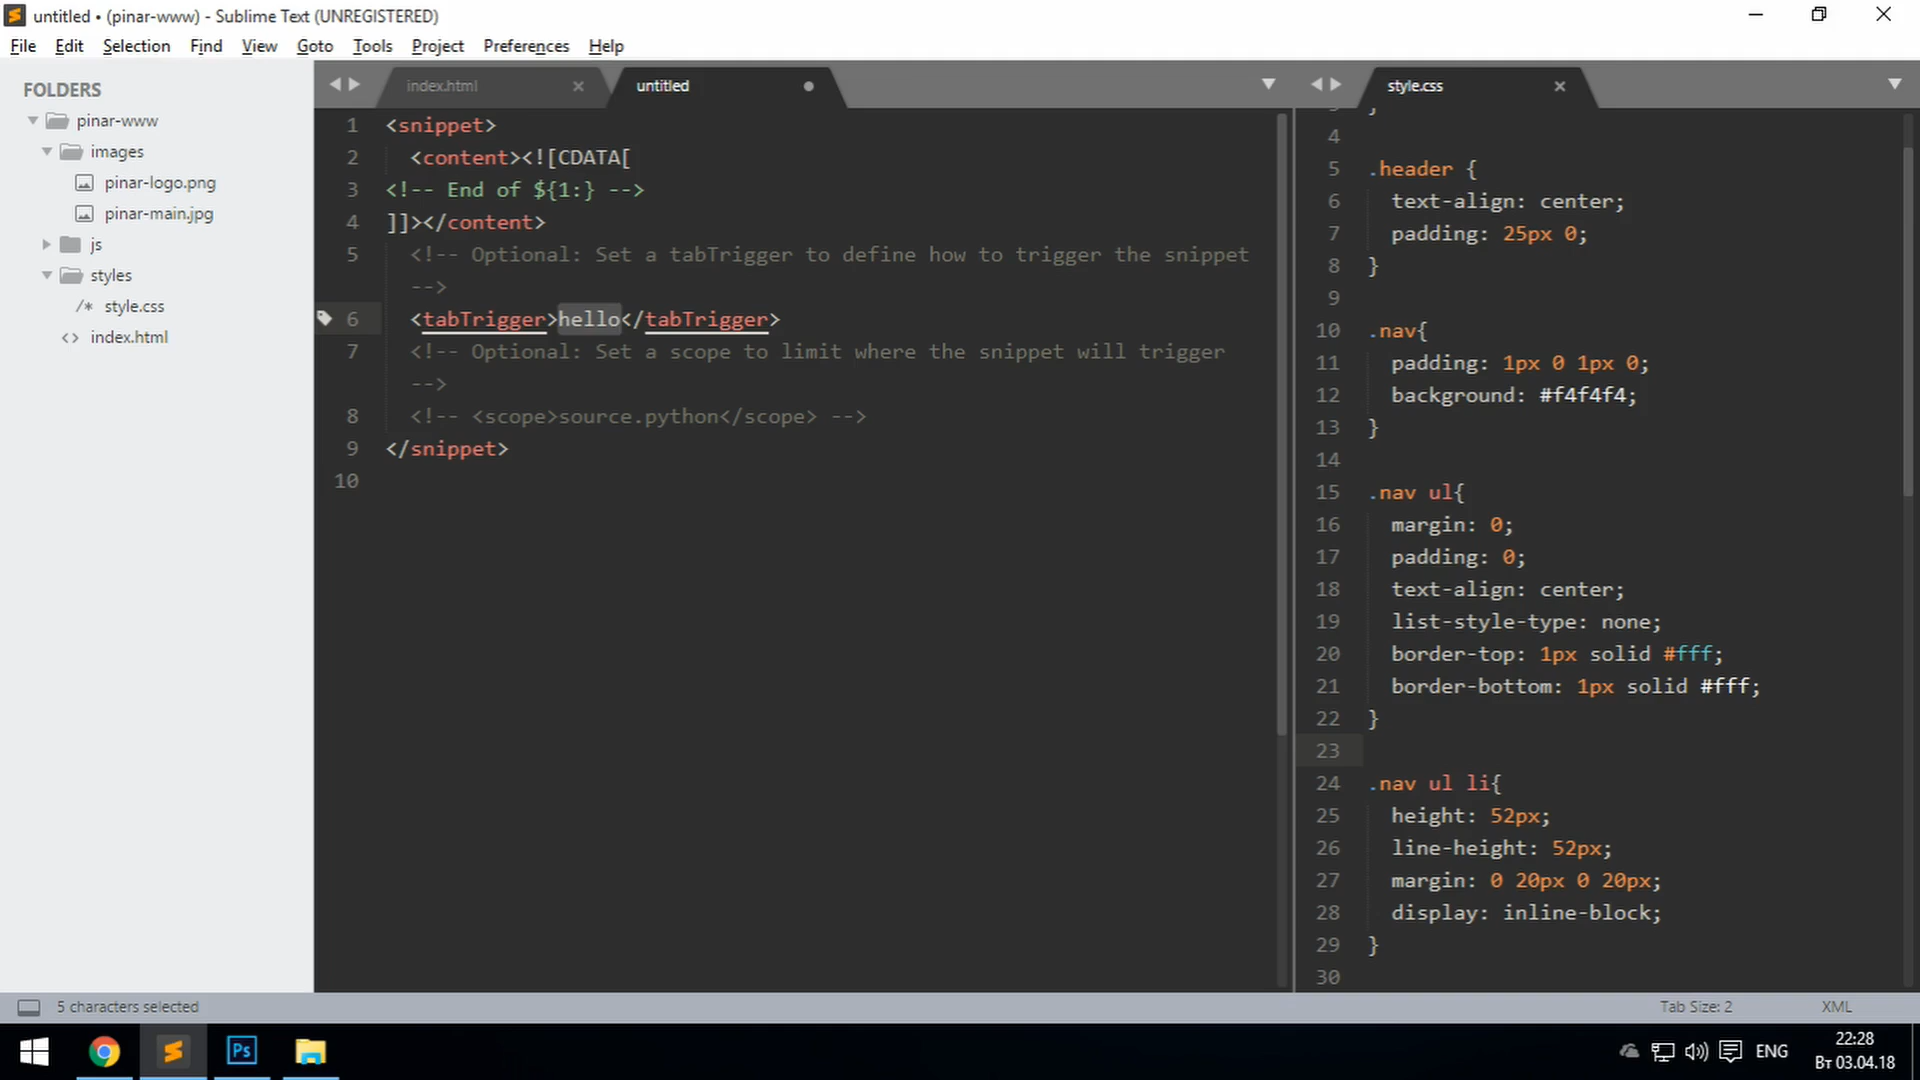 untitled • (pinar-www) - Sublime Text (UNREGISTERED)
File Edit Selection Find View Goto Tools Project Preferences Help
FOLDERS
pinar-www
images
pinar-logo.png
pinar-main.jpg
js
styles
/* style.css
<> index.html
index.html
untitled
1 <snippet>
2 <content><![CDATA[
3 <!-- End of ${1:} -->
4 ]]></content>
5 <!-- Optional: Set a tabTrigger to define how to trigger the snippet
-->
6 <tabTrigger>hello</tabTrigger>
7 <!-- Optional: Set a scope to limit where the snippet will trigger
-->
8 <!-- <scope>source.python</scope> -->
9 </snippet>
10
style.css
4
5 .header {
6 text-align: center;
7 padding: 25px 0;
8 }
9
10 .nav{
11 padding: 1px 0 1px 0;
12 background: #f4f4f4;
13 }
14
15 .nav ul{
16 margin: 0;
17 padding: 0;
18 text-align: center;
19 list-style-type: none;
20 border-top: 1px solid #fff;
21 border-bottom: 1px solid #fff;
22 }
23
24 .nav ul li{
25 height: 52px;
26 line-height: 52px;
27 margin: 0 20px 0 20px;
28 display: inline-block;
29 }
30
5 characters selected
Tab Size: 2
XML
Ps
ENG
22:28
Вт 03.04.18